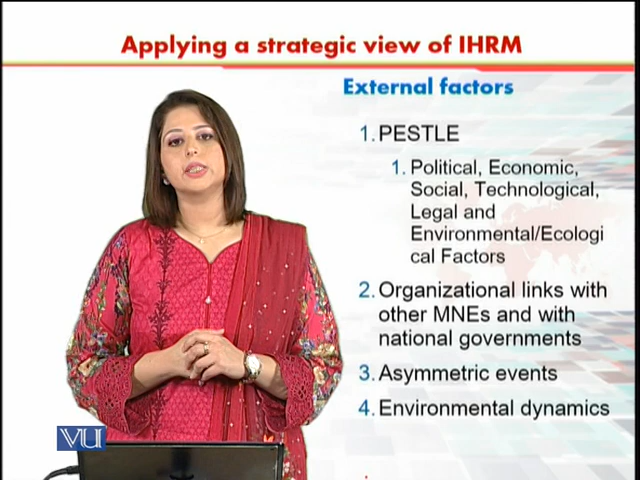 Applying a strategic view of IHRM
External factors
1. PESTLE
1. Political, Economic,
Social, Technological,
Legal and
Environmental/Ecologi
cal Factors
2. Organizational links with
other MNEs and with
national governments
3. Asymmetric events
4. Environmental dynamics
VU